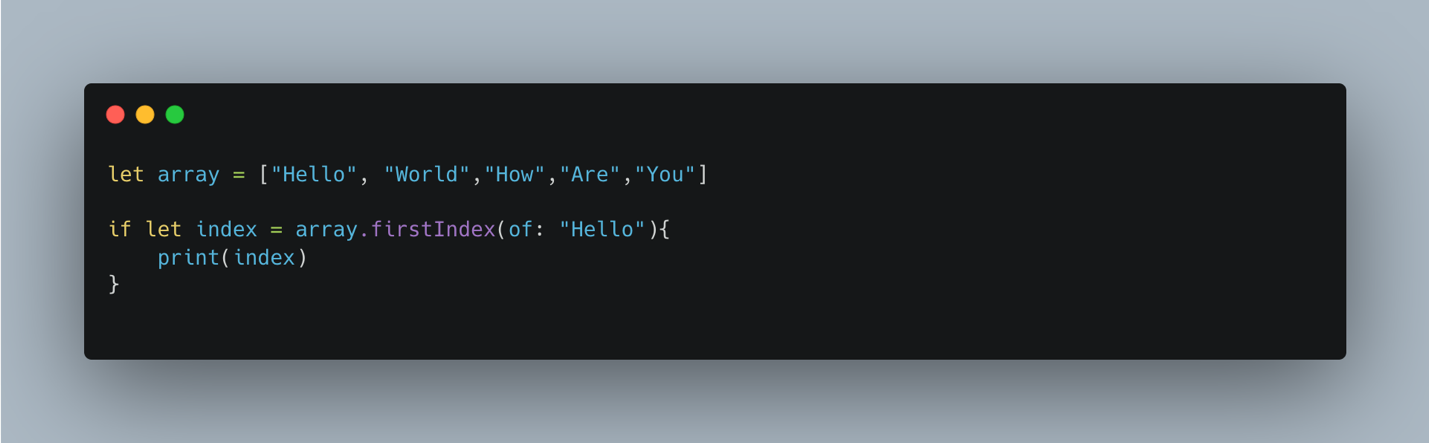 let array = ["Hello", "World","How","Are","You"]
if let index = array.firstIndex(of: "Hello"){
    print(index)
}